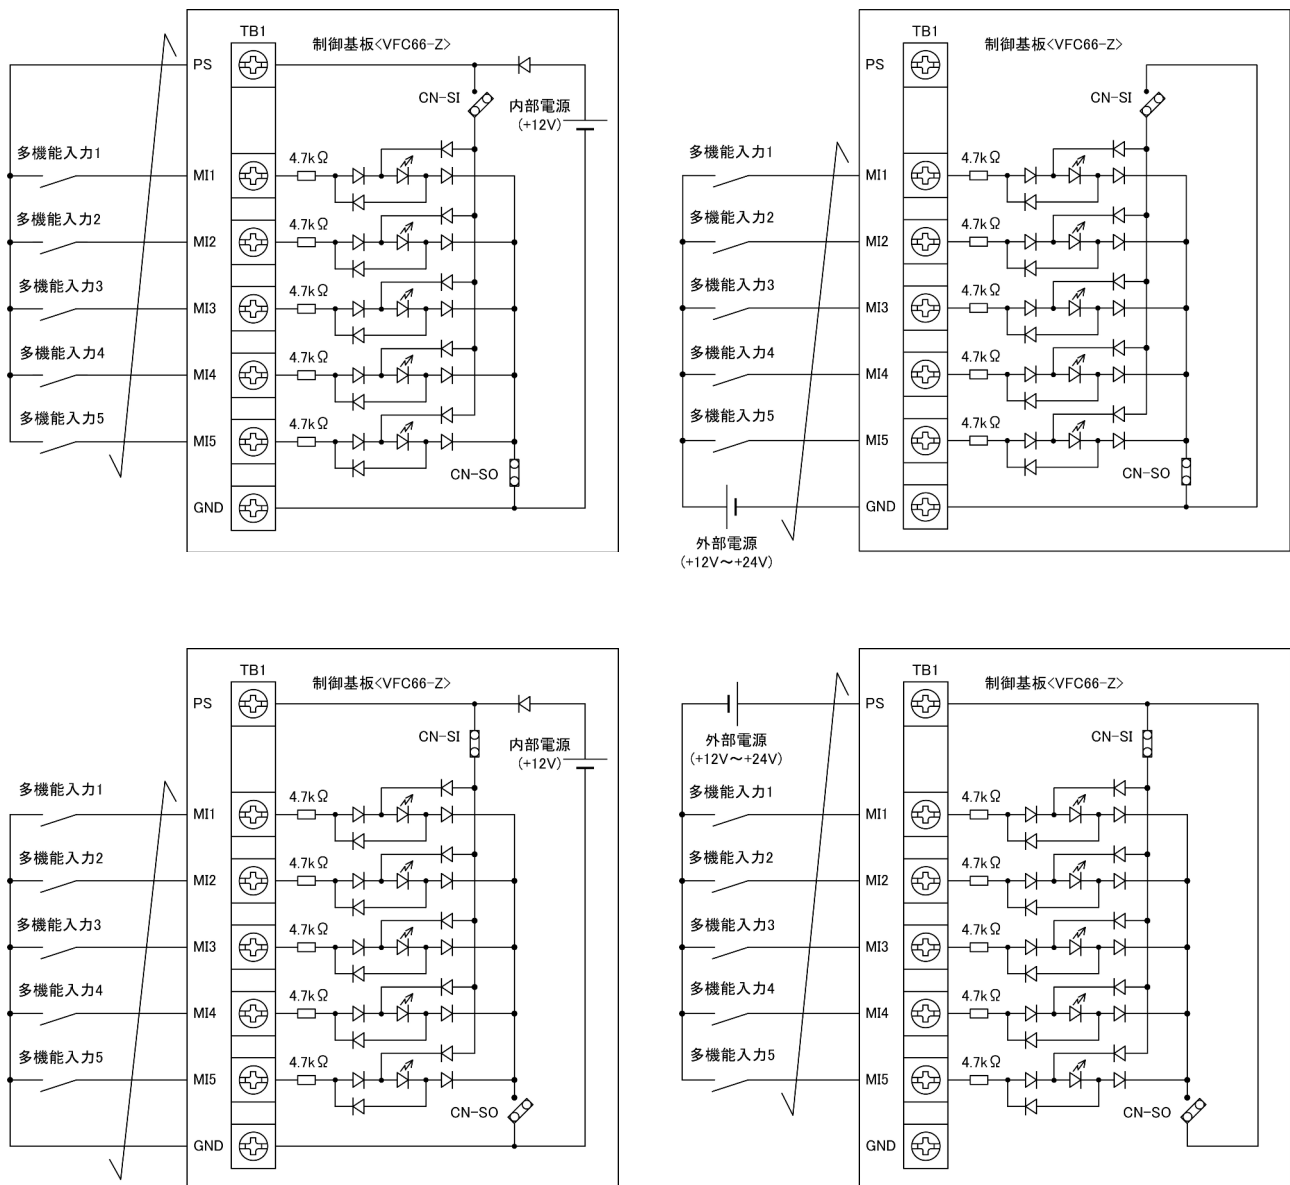 TB1
制御基板<VFC66-Z>
PS
CN-SI
内部電源
(+12V)
多機能入力1
4.7kΩ
MI1
多機能入力2
4.7kΩ
MI2
多機能入力3
4.7kΩ
MI3
多機能入力4
4.7kΩ
MI4
多機能入力5
4.7kΩ
MI5
CN-SO
GND
TB1
制御基板<VFC66-Z>
PS
CN-SI
多機能入力1
4.7kΩ
MI1
多機能入力2
4.7kΩ
MI2
多機能入力3
4.7kΩ
MI3
多機能入力4
4.7kΩ
MI4
多機能入力5
4.7kΩ
MI5
CN-SO
GND
外部電源
(+12V～+24V)
TB1
制御基板<VFC66-Z>
PS
CN-SI
内部電源
(+12V)
多機能入力1
4.7kΩ
MI1
多機能入力2
4.7kΩ
MI2
多機能入力3
4.7kΩ
MI3
多機能入力4
4.7kΩ
MI4
多機能入力5
4.7kΩ
MI5
CN-SO
GND
TB1
制御基板<VFC66-Z>
PS
CN-SI
外部電源
(+12V～+24V)
多機能入力1
4.7kΩ
MI1
多機能入力2
4.7kΩ
MI2
多機能入力3
4.7kΩ
MI3
多機能入力4
4.7kΩ
MI4
多機能入力5
4.7kΩ
MI5
CN-SO
GND